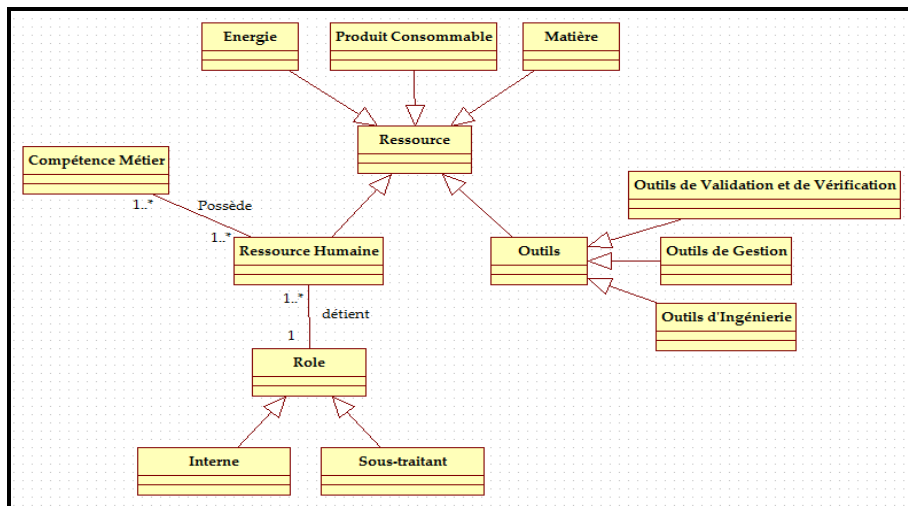 Energie
Produit Consommable
Matière
Ressource
Compétence Métier
1..*
Possède
1..*
Outils de Validation et de Vérification
Ressource Humaine
Outils
Outils de Gestion
1..*
détient
1
Outils d'Ingénierie
Role
Interne
Sous-traitant